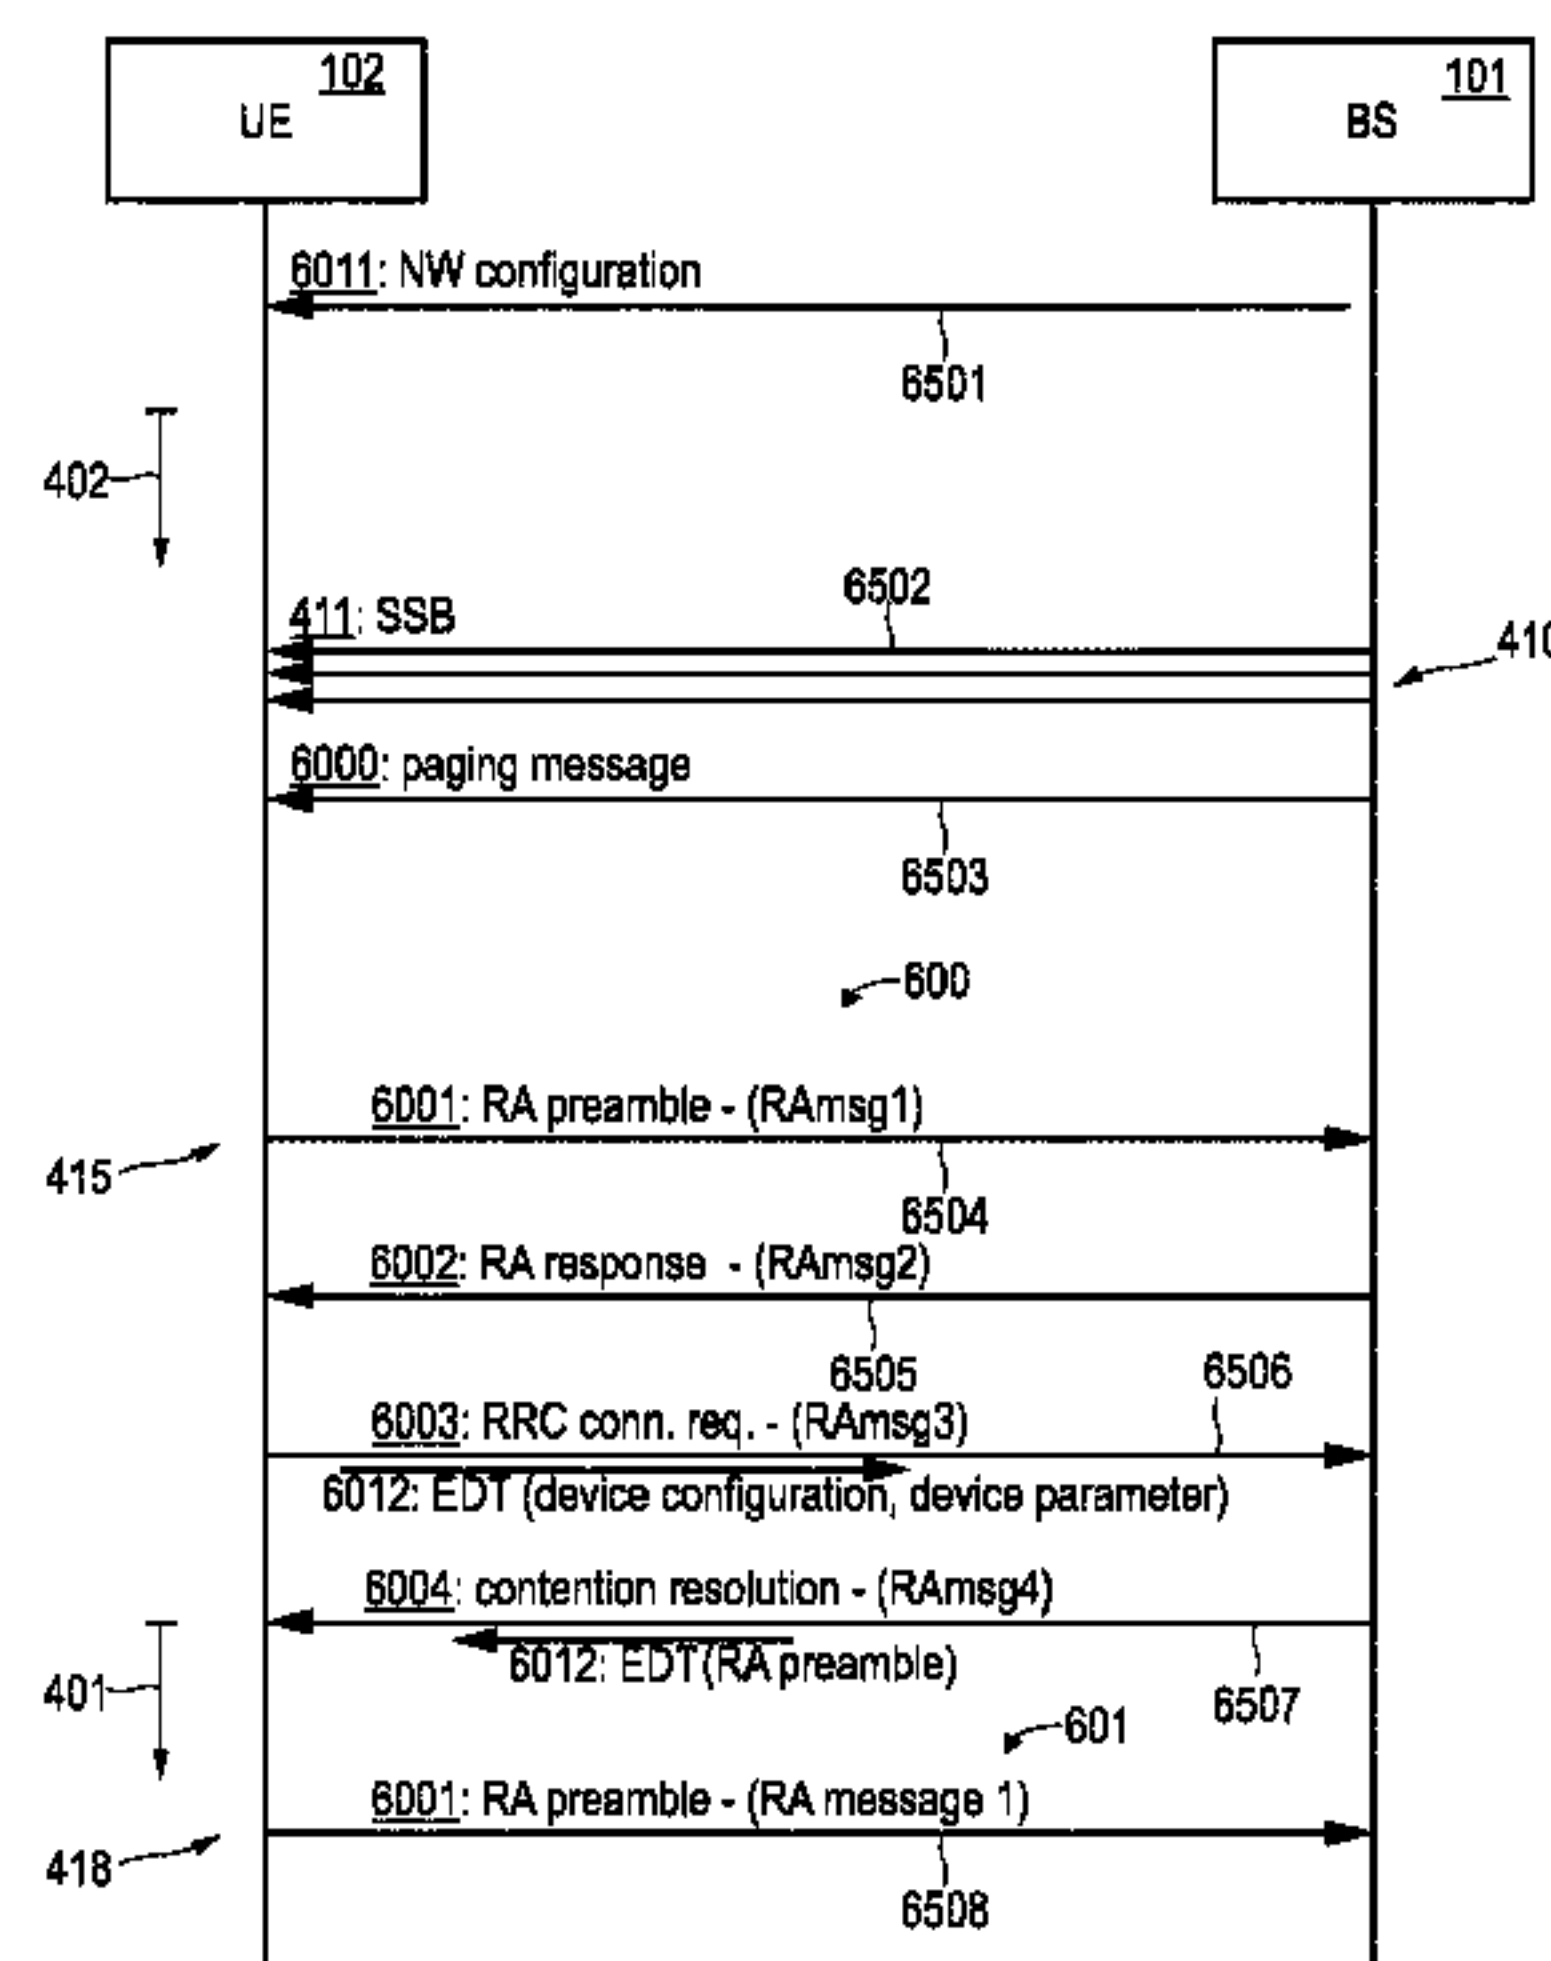 102
UE
101
BS
6011: NW configuration
6501
402
6502
411: SSB
410
6000: paging message
6503
600
6001: RA preamble - (RAmsg1)
415
6504
6002: RA response - (RAmsg2)
6505
6506
6003: RRC conn. req. - (RAmsg3)
6012: EDT (device configuration, device parameter)
6004: contention resolution - (RAmsg4)
6012: EDT(RA preamble)
401
6507
601
6001: RA preamble - (RA message 1)
418
6508